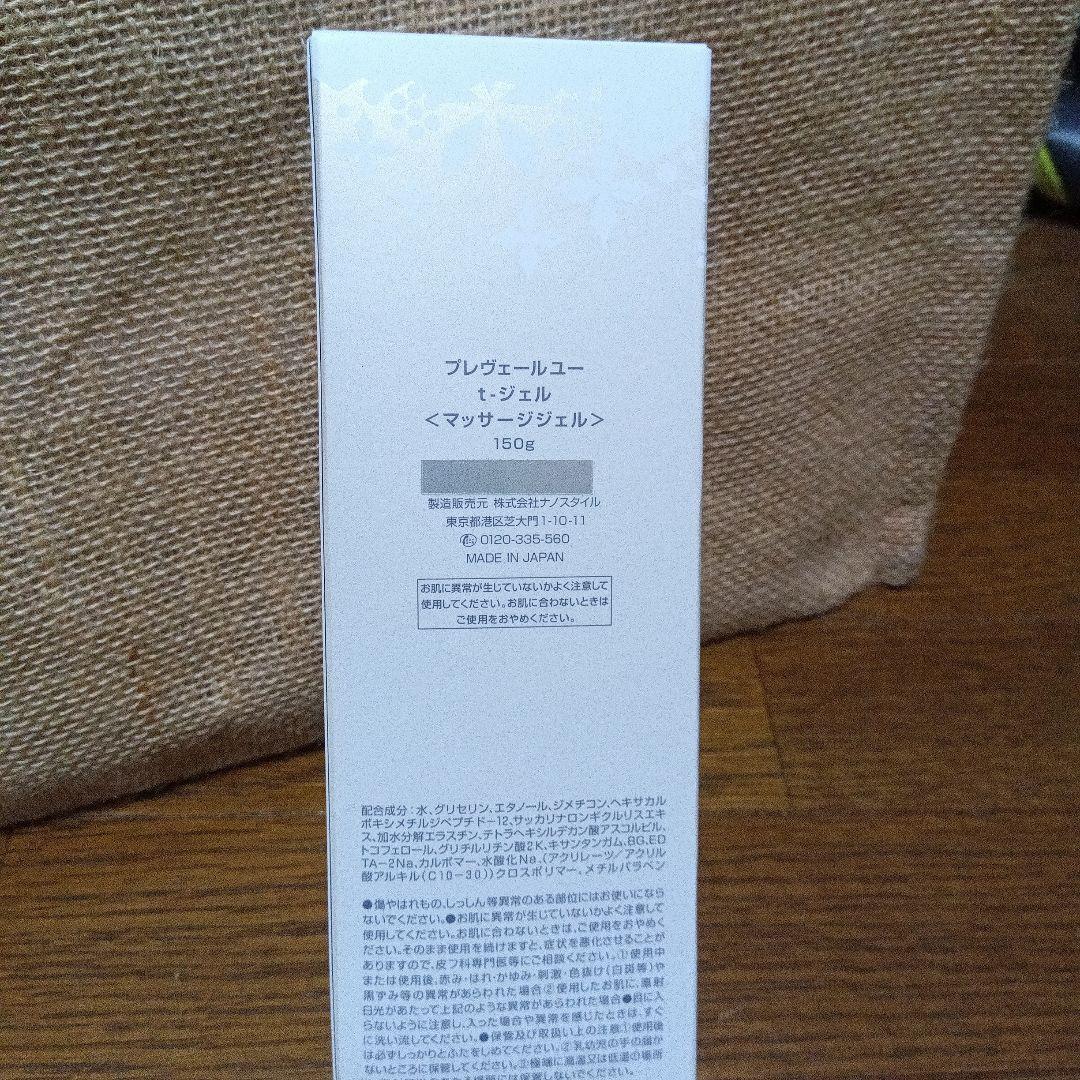 プレヴェールユー
t-ジェル
＜マッサージジェル＞
150g
製造販売元 株式会社ナノスタイル
東京都港区芝大門1-10-11
0120-335-560
MADE IN JAPAN
お肌に異常が生じていないかよく注意して
使用してください。お肌に合わないときは
ご使用をおやめください。
配合成分：水、グリセリン、エタノール、ジメチコン、ヘキサカル
ボキシメチルジペプチド-12、サッカリナロンギクルリスエキ
ス、加水分解エラスチン、テトラヘキシルデカン酸アスコルビル、
トコフェロール、グリチルリチン酸2K、キサンタンガム、BG、ED
TA-2Na、カルボマー、水酸化Na、(アクリレーツ/アクリル
酸アルキル(C10-30))クロスポリマー、メチルパラベン
●傷やはれもの、しっしん等異常のある部位にはお使いになら
ないでください。●お肌に異常が生じていないかよく注意して
使用してください。お肌に合わないときは、ご使用をおやめく
ださい。そのまま使用を続けますと、症状を悪化させることが
ありますので、皮フ科専門医等にご相談ください。①使用中
または使用後、赤み・はれ・かゆみ・刺激・色抜け(白斑等)や
黒ずみ等の異常があらわれた場合②使用したお肌に、直射
日光があたって上記のような異常があらわれた場合●目に入
らないように注意し、入った場合や異常を感じたときは、すぐ
に洗い流してください。●保管及び取扱い上の注意①使用後
は必ずしっかりとふたをしめてください。②乳幼児の手の届か
ないところに保管してください。③極端に高温又は低温の場所
には保管しないでください。